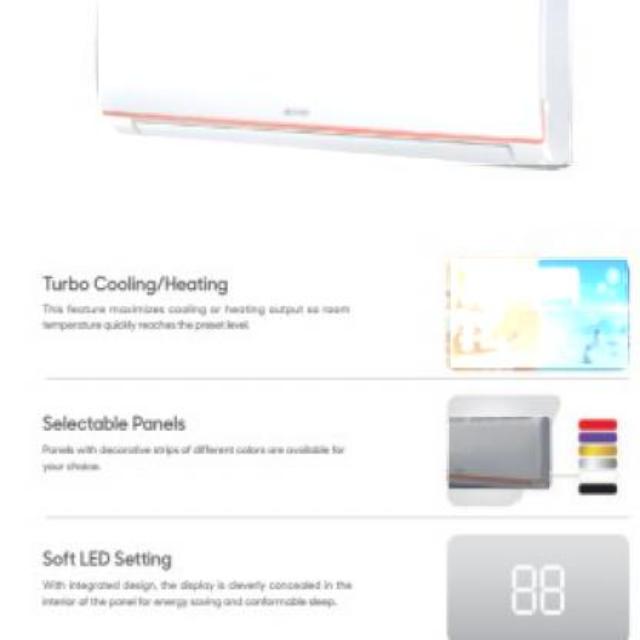 Turbo Cooling/Heating
This feature maximizes cooling or heating output so room
temperature quickly reaches the preset level.
Selectable Panels
Panels with decorative strips of different colors are available for
your choice.
Soft LED Setting
With integrated design, the display is cleverly concealed in the
interior of the panel for energy saving and comformable sleep.
88